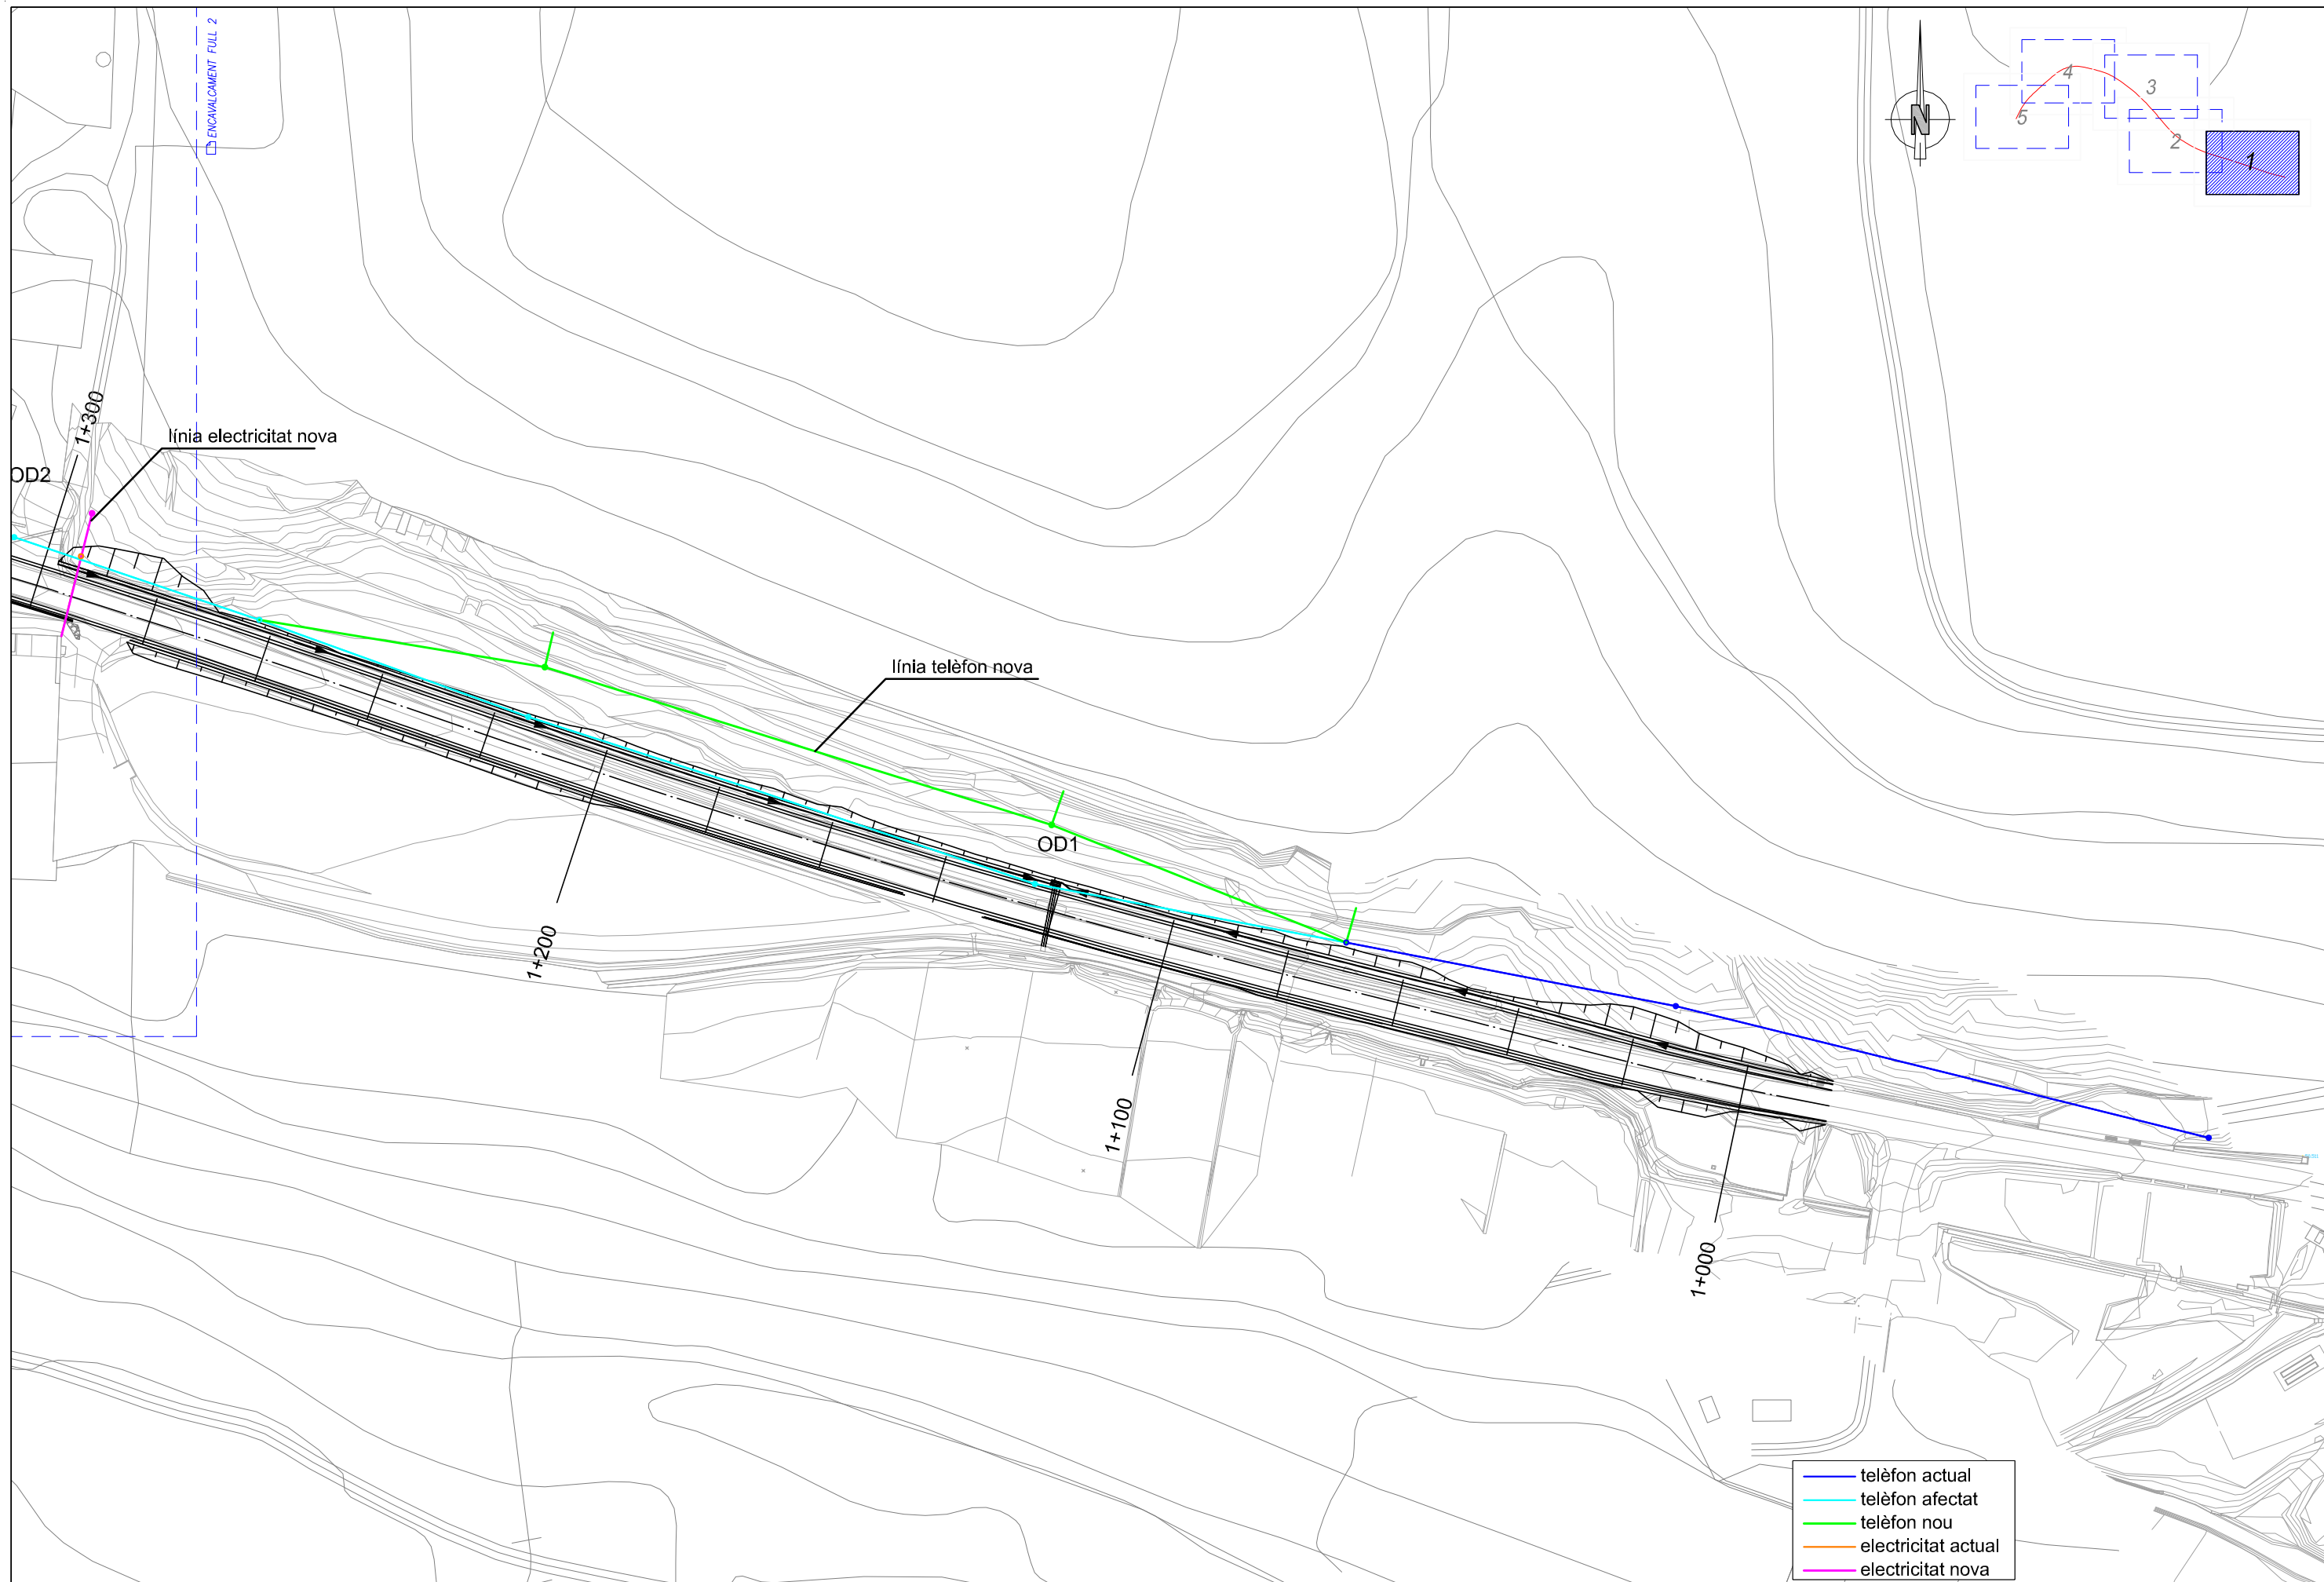 ENCAVALCAMENT FULL 2
N
4
3
5
2
1
1+300
línia electricitat nova
OD2
línia telèfon nova
OD1
1+200
1+100
1+000
telèfon actual
telèfon afectat
telèfon nou
electricitat actual
electricitat nova